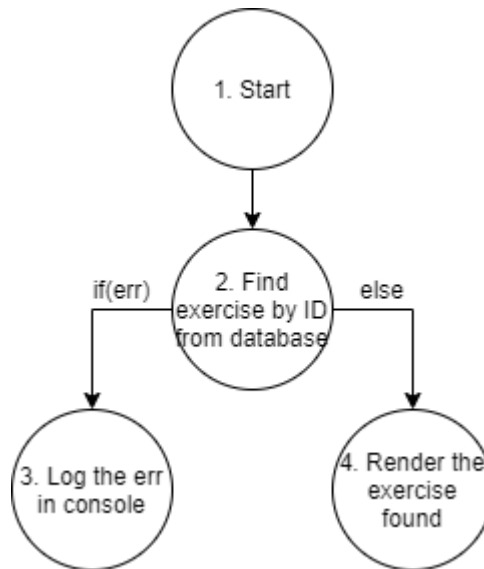 1. Start
2. Find
exercise by ID
from database
if(err)
else
3. Log the err
in console
4. Render the
exercise
found